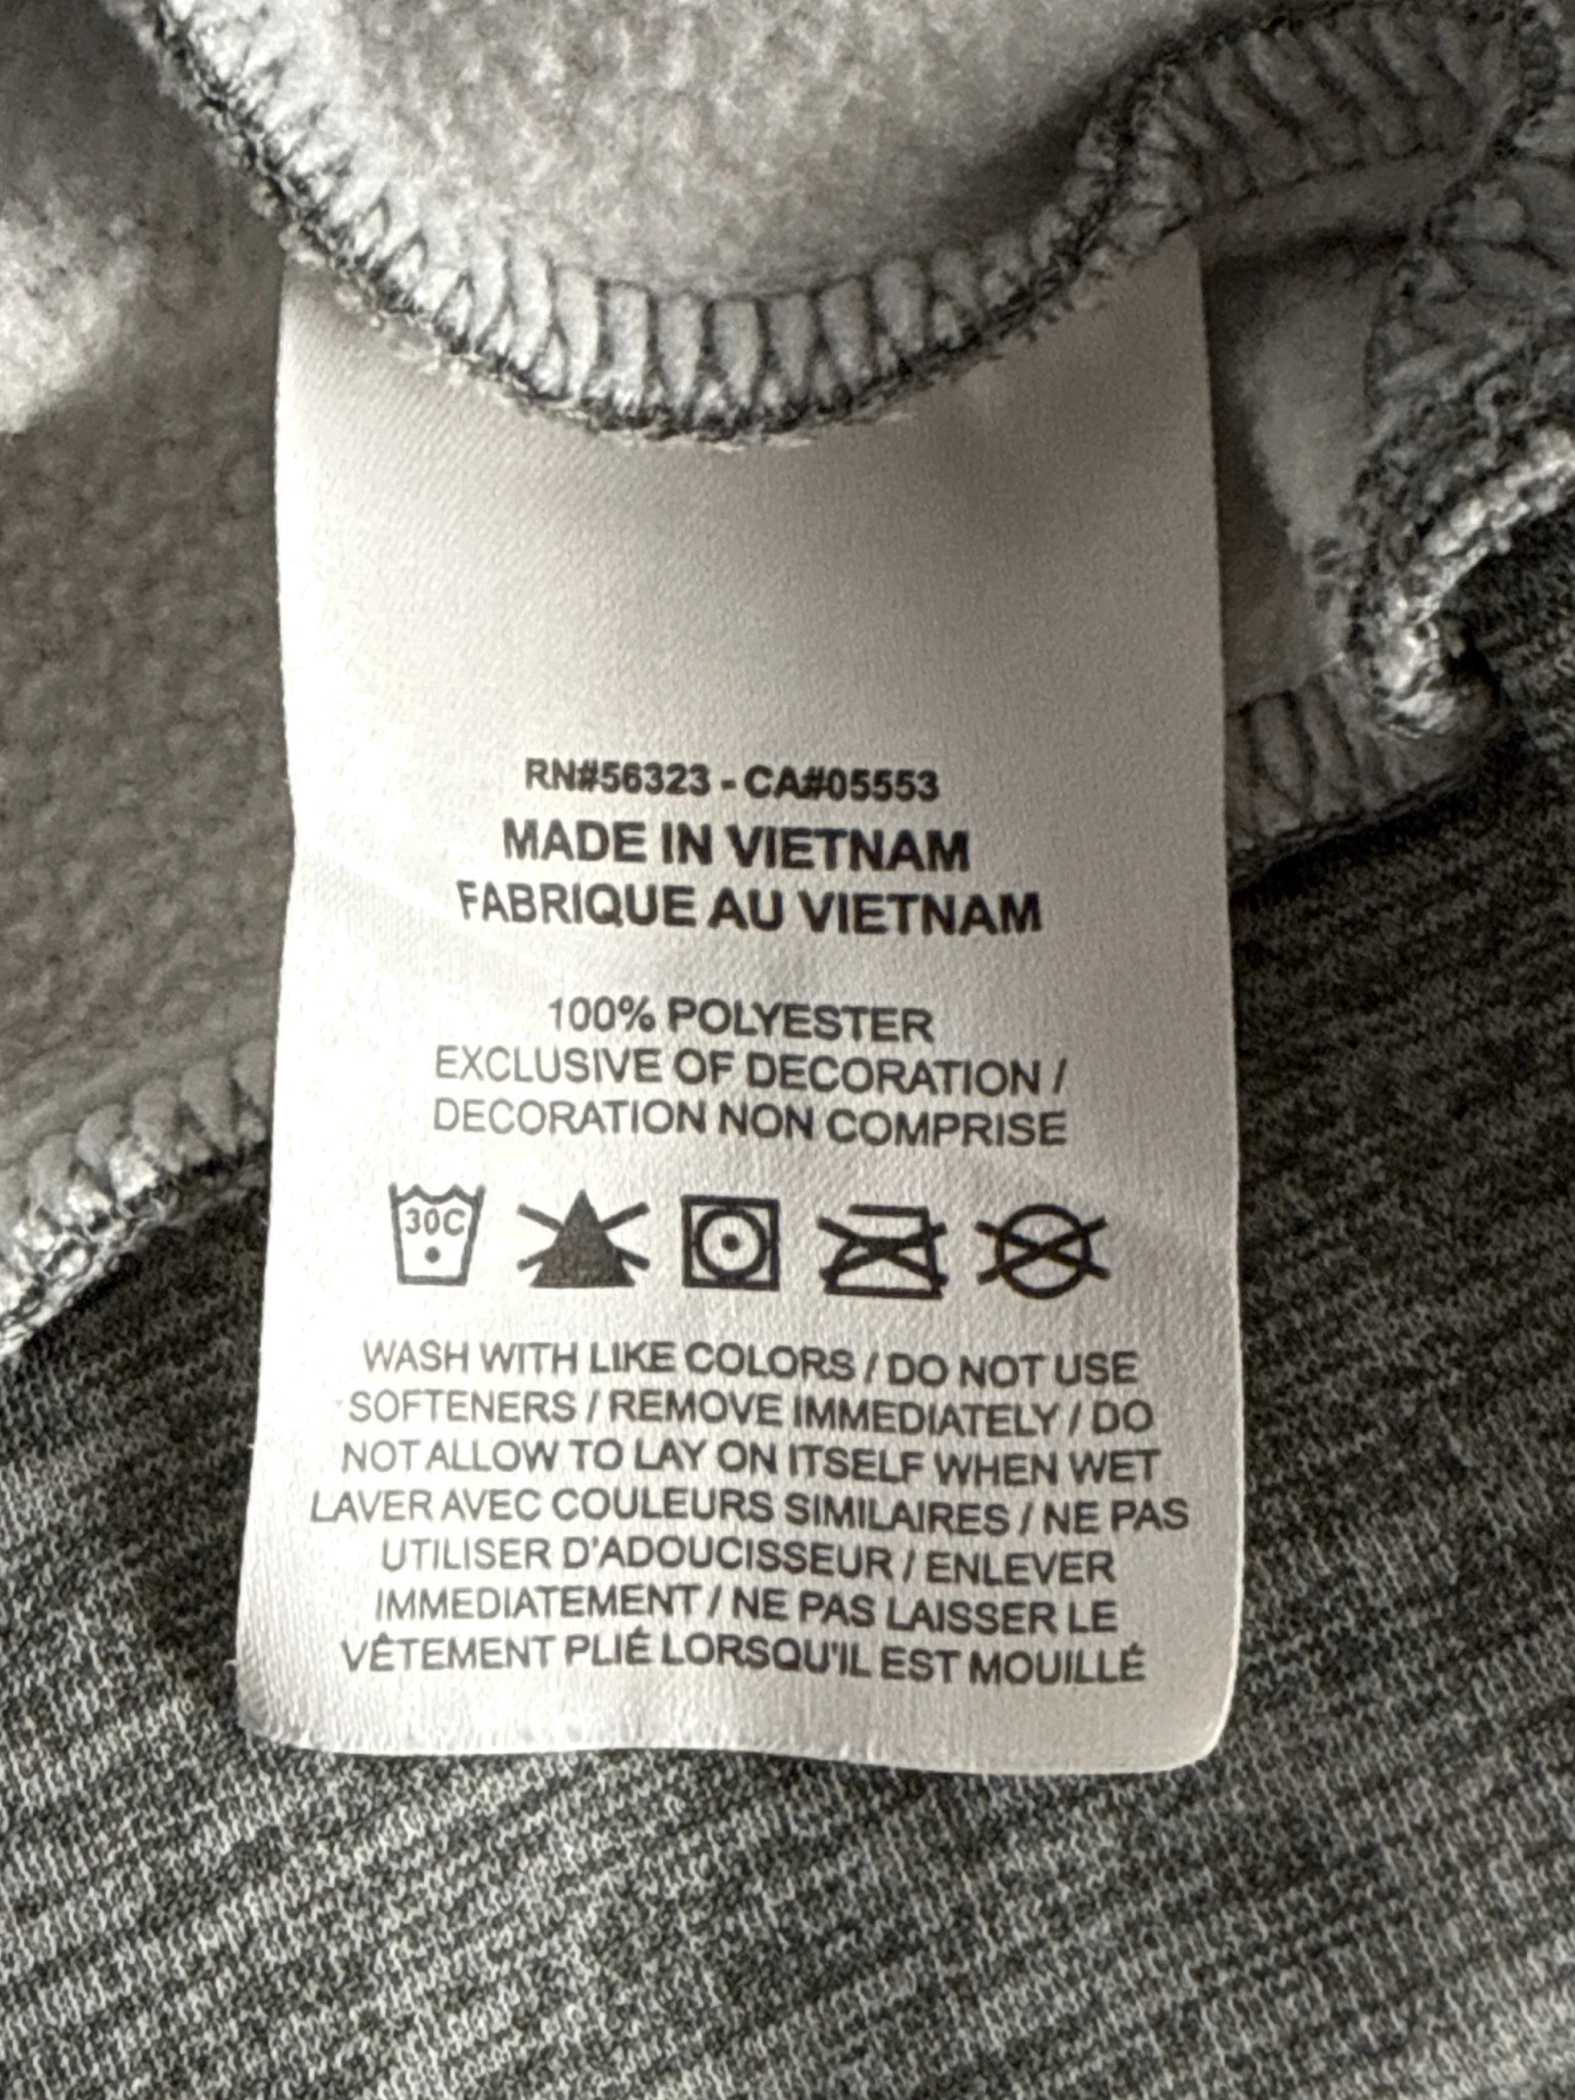 RN#56323 - CA#05553
MADE IN VIETNAM
FABRIQUE AU VIETNAM
100% POLYESTER
EXCLUSIVE OF DECORATION /
DECORATION NON COMPRISE
30C
WASH WITH LIKE COLORS / DO NOT USE
SOFTENERS / REMOVE IMMEDIATELY / DO
NOT ALLOW TO LAY ON ITSELF WHEN WET
LAVER AVEC COULEURS SIMILAIRES / NE PAS
UTILISER D'ADOUCISSEUR / ENLEVER
IMMEDIATEMENT / NE PAS LAISSER LE
VÊTEMENT PLIÉ LORSQU'IL EST MOUILLÉ